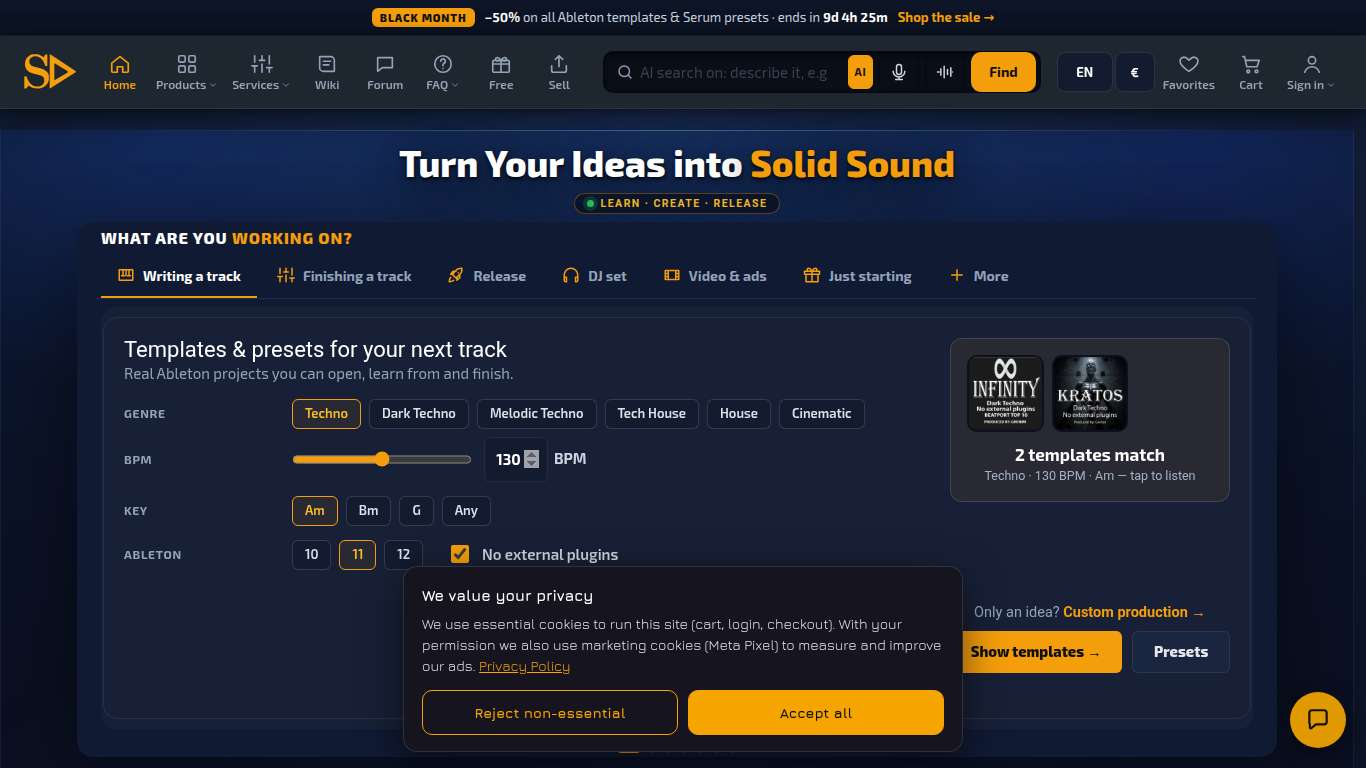 BLACK MONTH −50% on all Ableton templates & Serum presets · ends in 9d 4h 25m Shop the sale →
Home Products Services Wiki Forum FAQ Free Sell
AI search on: describe it, e.g AI Find
EN € Favorites Cart Sign in
Turn Your Ideas into Solid Sound
LEARN · CREATE · RELEASE
WHAT ARE YOU WORKING ON?
Writing a track Finishing a track Release DJ set Video & ads Just starting More
Templates & presets for your next track
Real Ableton projects you can open, learn from and finish.
GENRE Techno Dark Techno Melodic Techno Tech House House Cinematic
BPM 130 BPM
KEY Am Bm G Any
ABLETON 10 11 12 No external plugins
INFINITY
Dark Techno
No external plugins
BEATPORT TOP 10
KRATOS
Dark Techno
No external plugins
2 templates match
Techno · 130 BPM · Am — tap to listen
Only an idea? Custom production →
Show templates → Presets
We value your privacy
We use essential cookies to run this site (cart, login, checkout). With your
permission we also use marketing cookies (Meta Pixel) to measure and improve
our ads. Privacy Policy
Reject non-essential Accept all